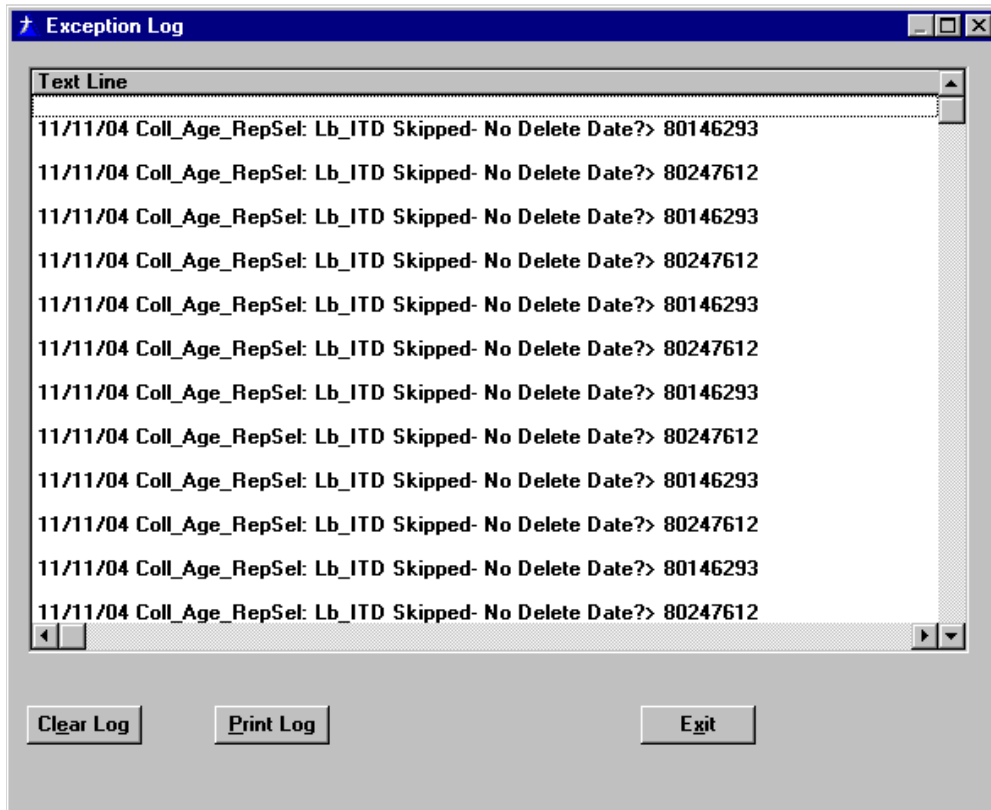 Exception Log
Text Line
11/11/04 Coll_Age_RepSel: Lb_ITD Skipped- No Delete Date?> 80146293
11/11/04 Coll_Age_RepSel: Lb_ITD Skipped- No Delete Date?> 80247612
11/11/04 Coll_Age_RepSel: Lb_ITD Skipped- No Delete Date?> 80146293
11/11/04 Coll_Age_RepSel: Lb_ITD Skipped- No Delete Date?> 80247612
11/11/04 Coll_Age_RepSel: Lb_ITD Skipped- No Delete Date?> 80146293
11/11/04 Coll_Age_RepSel: Lb_ITD Skipped- No Delete Date?> 80247612
11/11/04 Coll_Age_RepSel: Lb_ITD Skipped- No Delete Date?> 80146293
11/11/04 Coll_Age_RepSel: Lb_ITD Skipped- No Delete Date?> 80247612
11/11/04 Coll_Age_RepSel: Lb_ITD Skipped- No Delete Date?> 80146293
11/11/04 Coll_Age_RepSel: Lb_ITD Skipped- No Delete Date?> 80247612
11/11/04 Coll_Age_RepSel: Lb_ITD Skipped- No Delete Date?> 80146293
11/11/04 Coll_Age_RepSel: Lb_ITD Skipped- No Delete Date?> 80247612
Clear Log
Print Log
Exit